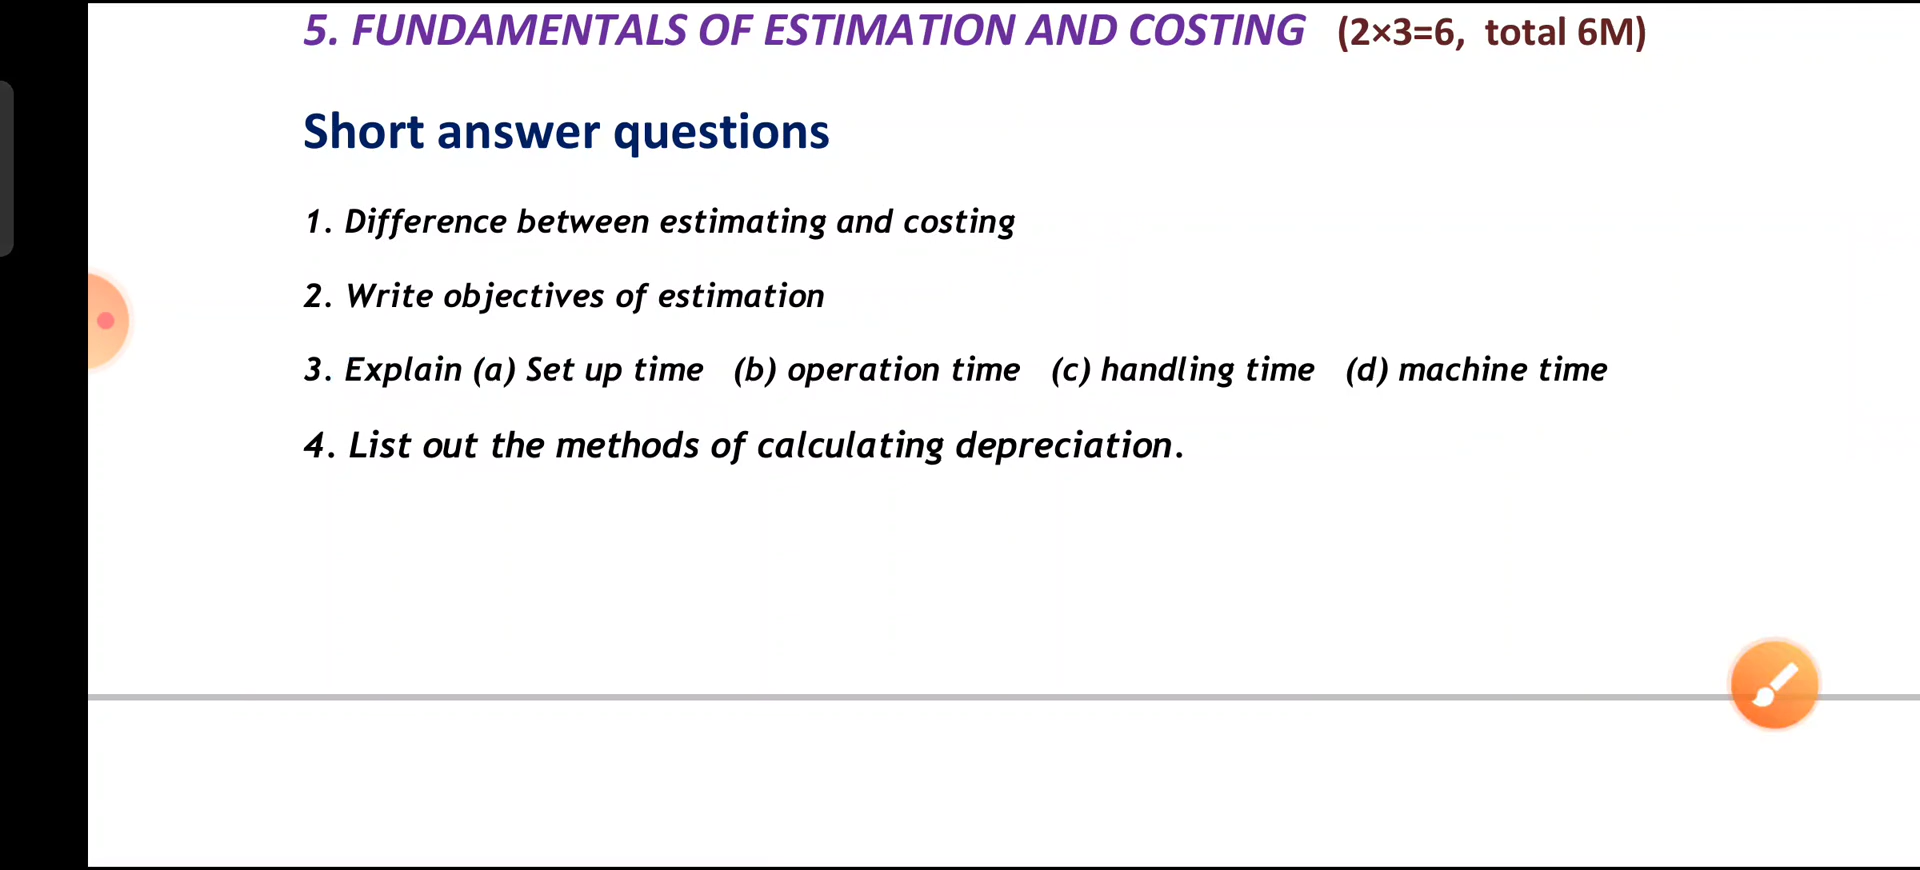 5. FUNDAMENTALS OF ESTIMATION AND COSTING (2×3=6, total 6M)
Short answer questions
1. Difference between estimating and costing
2. Write objectives of estimation
3. Explain (a) Set up time (b) operation time (c) handling time (d) machine time
4. List out the methods of calculating depreciation.